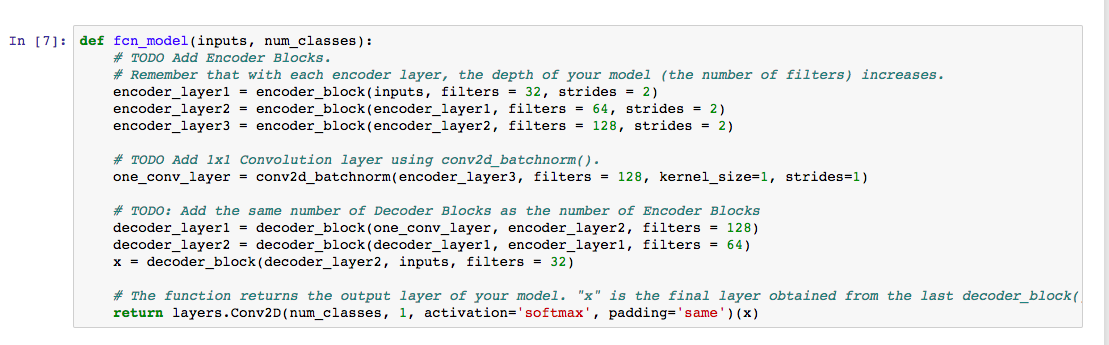 In [7]: def fcn_model(inputs, num_classes):
# TODO Add Encoder Blocks.
# Remember that with each encoder layer, the depth of your model (the number of filters) increases.
encoder_layer1 = encoder_block(inputs, filters = 32, strides = 2)
encoder_layer2 = encoder_block(encoder_layer1, filters = 64, strides = 2)
encoder_layer3 = encoder_block(encoder_layer2, filters = 128, strides = 2)
# TODO Add 1x1 Convolution layer using conv2d_batchnorm().
one_conv_layer = conv2d_batchnorm(encoder_layer3, filters = 128, kernel_size=1, strides=1)
# TODO: Add the same number of Decoder Blocks as the number of Encoder Blocks
decoder_layer1 = decoder_block(one_conv_layer, encoder_layer2, filters = 128)
decoder_layer2 = decoder_block(decoder_layer1, encoder_layer1, filters = 64)
x = decoder_block(decoder_layer2, inputs, filters = 32)
# The function returns the output layer of your model. "x" is the final layer obtained from the last decoder_block(
return layers.Conv2D(num_classes, 1, activation='softmax', padding='same')(x)